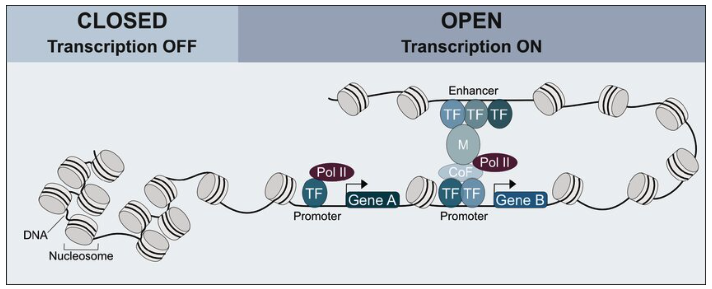 CLOSED
Transcription OFF
OPEN
Transcription ON
Enhancer
TF TF TF
M
Pol II
CoF
Pol II
TF
TF TF
Gene A
Gene B
Promoter
Promoter
DNA
Nucleosome